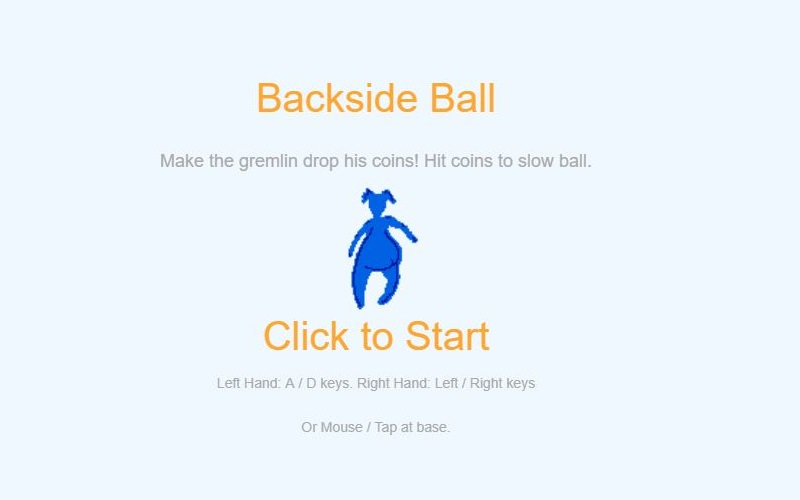 Backside Ball
Make the gremlin drop his coins! Hit coins to slow ball.
Click to Start
Left Hand: A / D keys. Right Hand: Left / Right keys
Or Mouse / Tap at base.